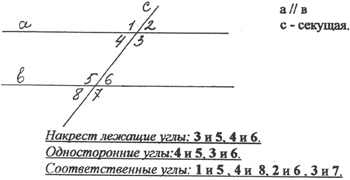 c
a // в
a 1 2
с - секущая.
4 3
в 5 6
8 7
Накрест лежащие углы: 3 и 5, 4 и 6.
Односторонние углы:4 и 5, 3 и 6.
Соответственные углы: 1 и 5 , 4 и 8, 2 и 6 , 3 и 7.